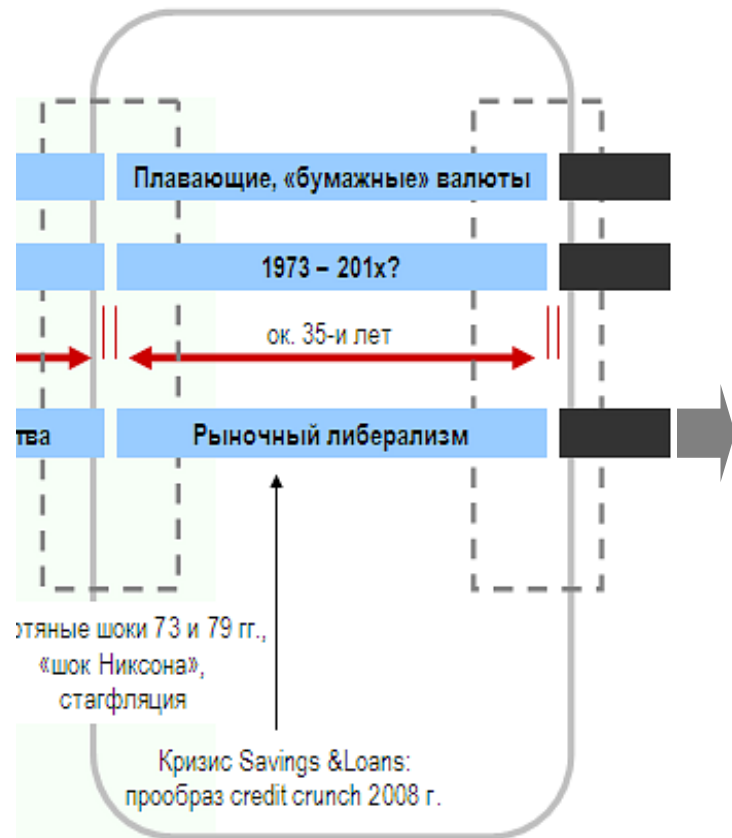 Плавающие, «бумажные» валюты
1973 – 201x?
ок. 35-и лет
тва
Рыночный либерализм
отяные шоки 73 и 79 гг.,
«шок Никсона»,
стагфляция
Кризис Savings &Loans:
прообраз credit crunch 2008 г.